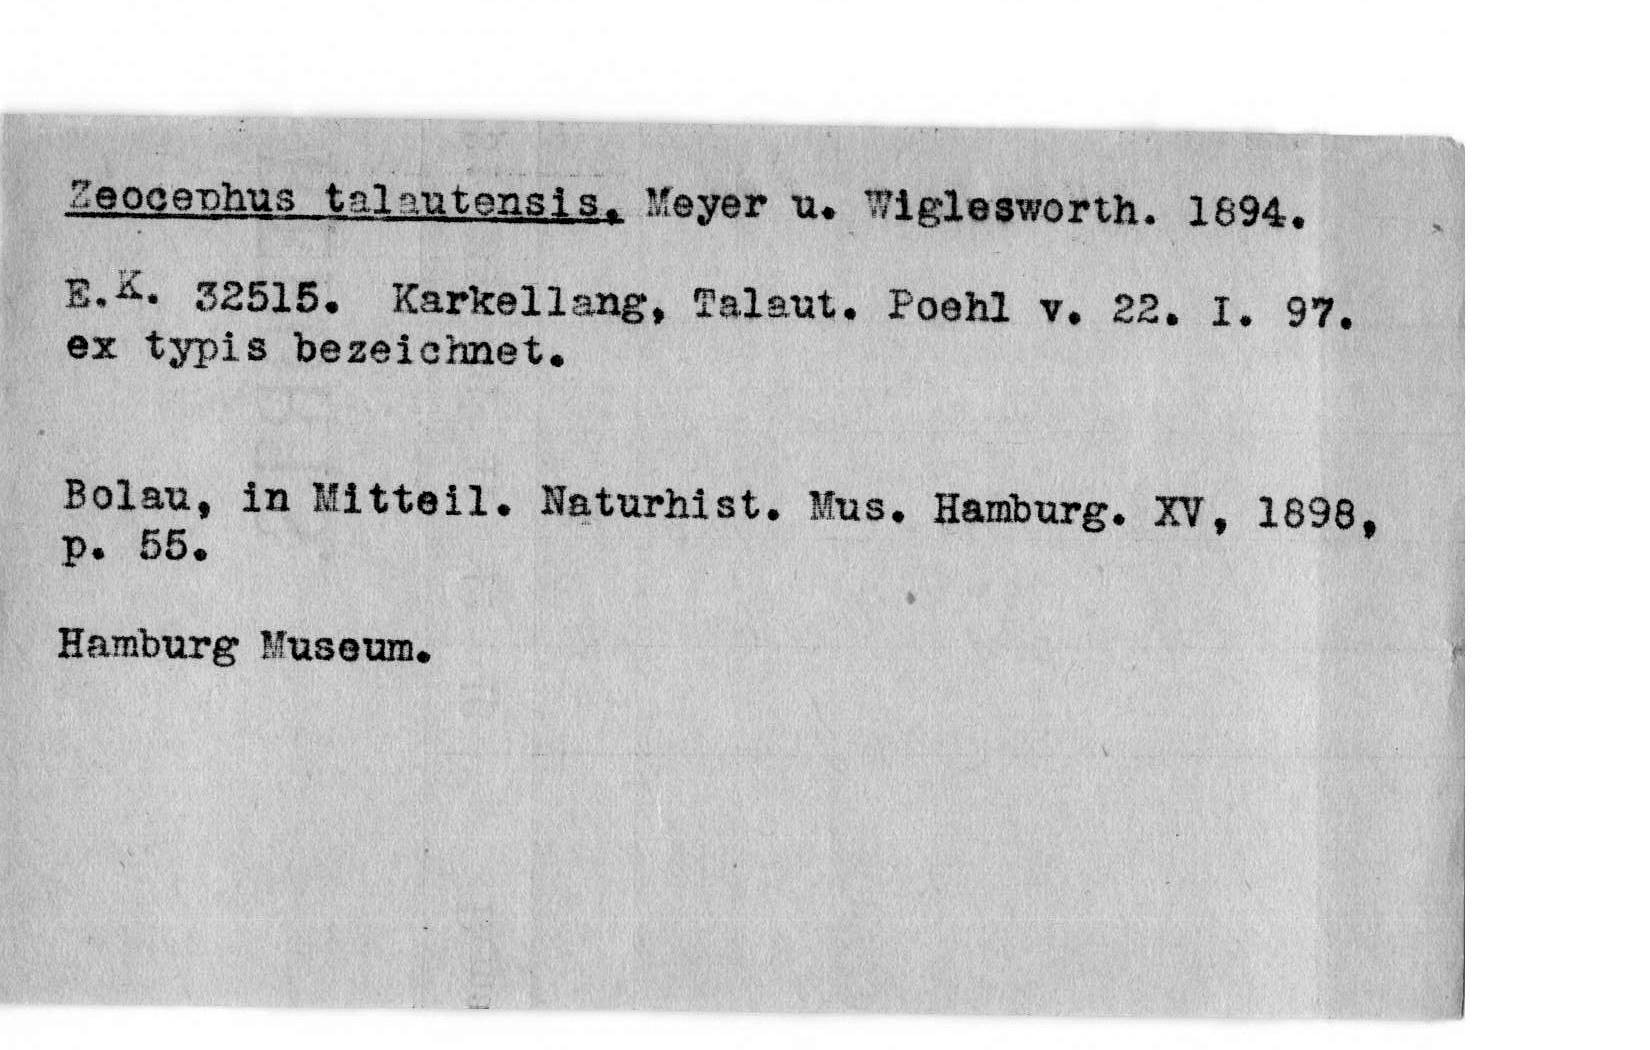 Zeocephus talautensis. Meyer u. Wiglesworth. 1894.
E.K. 32515. Karkellang, Talaut. Poehl v. 22. I. 97.
ex typis bezeichnet.
Bolau, in Mitteil. Naturhist. Mus. Hamburg. XV, 1898,
p. 55.
Hamburg Museum.